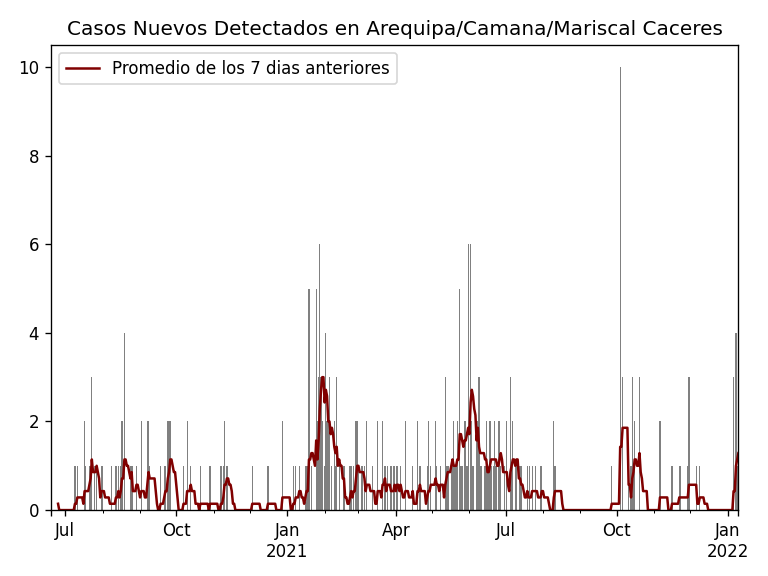 Casos Nuevos Detectados en Arequipa/Camana/Mariscal Caceres
Promedio de los 7 dias anteriores
10
8
6
4
2
0
Jul
Oct
Jan
2021
Apr
Jul
Oct
Jan
2022